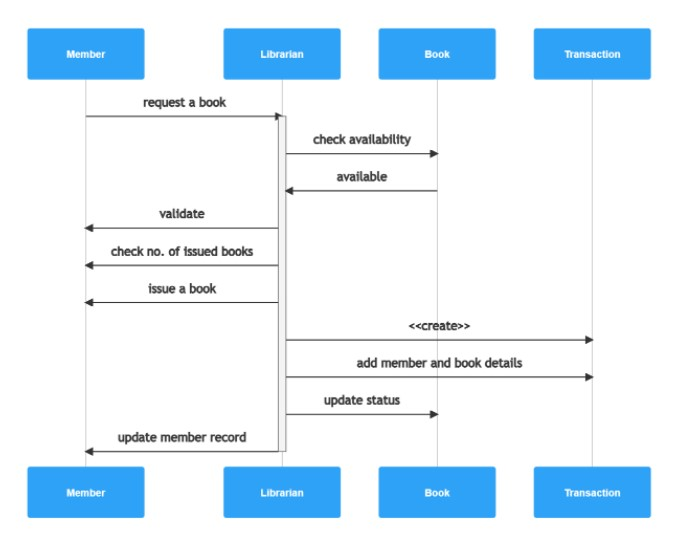 Member
Librarian
Book
Transaction
request a book
check availability
available
validate
check no. of issued books
issue a book
<<create>>
add member and book details
update status
update member record
Member
Librarian
Book
Transaction